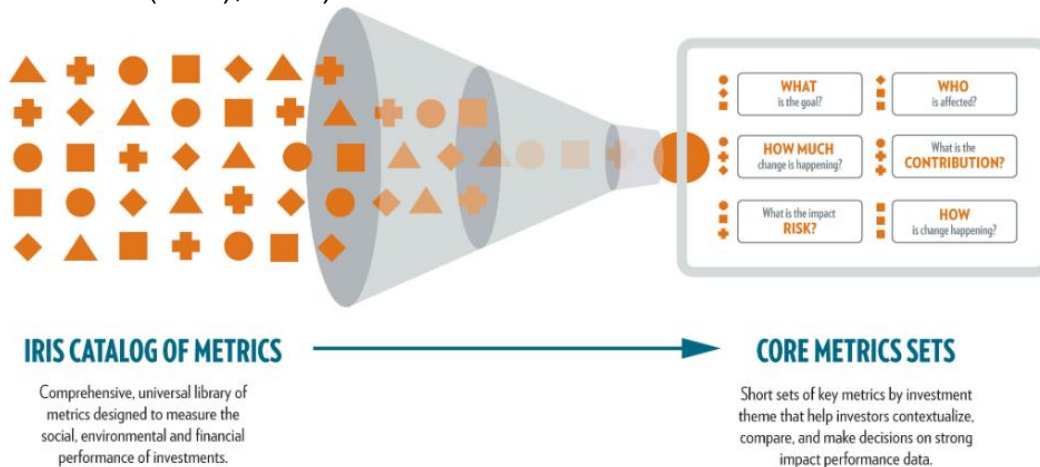 WHAT
is the goal?
WHO
is affected?
HOW MUCH
change is happening?
What is the
CONTRIBUTION?
What is the impact
RISK?
HOW
is change happening?
IRIS CATALOG OF METRICS
Comprehensive, universal library of
metrics designed to measure the
social, environmental and financial
performance of investments.
CORE METRICS SETS
Short sets of key metrics by investment
theme that help investors contextualize,
compare, and make decisions on strong
impact performance data.